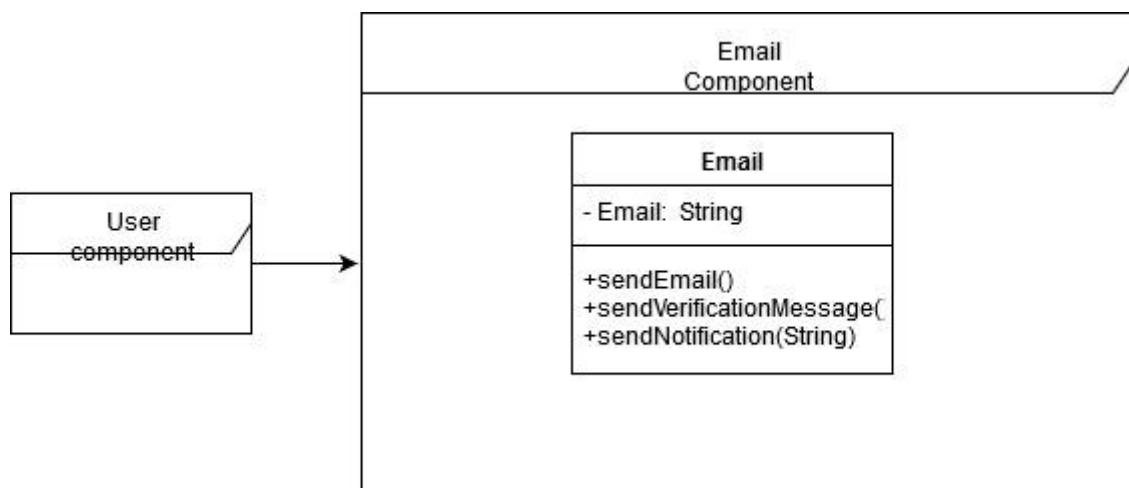 Email
Component
Email
- Email: String
+sendEmail()
+sendVerificationMessage(
+sendNotification(String)
User
component